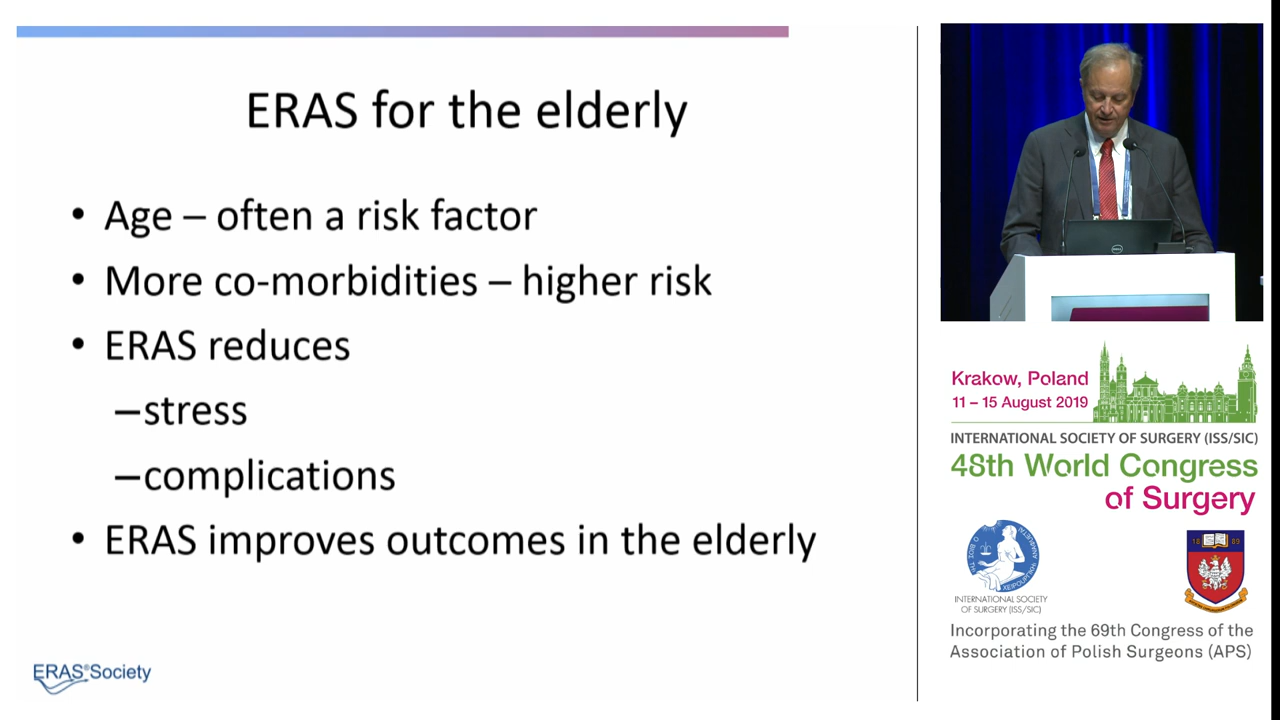 ERAS for the elderly
• Age – often a risk factor
• More co-morbidities – higher risk
• ERAS reduces
–stress
–complications
• ERAS improves outcomes in the elderly
ERAS®Society
DELL
Krakow, Poland
11 – 15 August 2019
INTERNATIONAL SOCIETY OF SURGERY (ISS/SIC)
48th World Congress
of Surgery
INTERNATIONAL SOCIETY
OF SURGERY (ISS/SIC)
18 89
Incorporating the 69th Congress of the
Association of Polish Surgeons (APS)